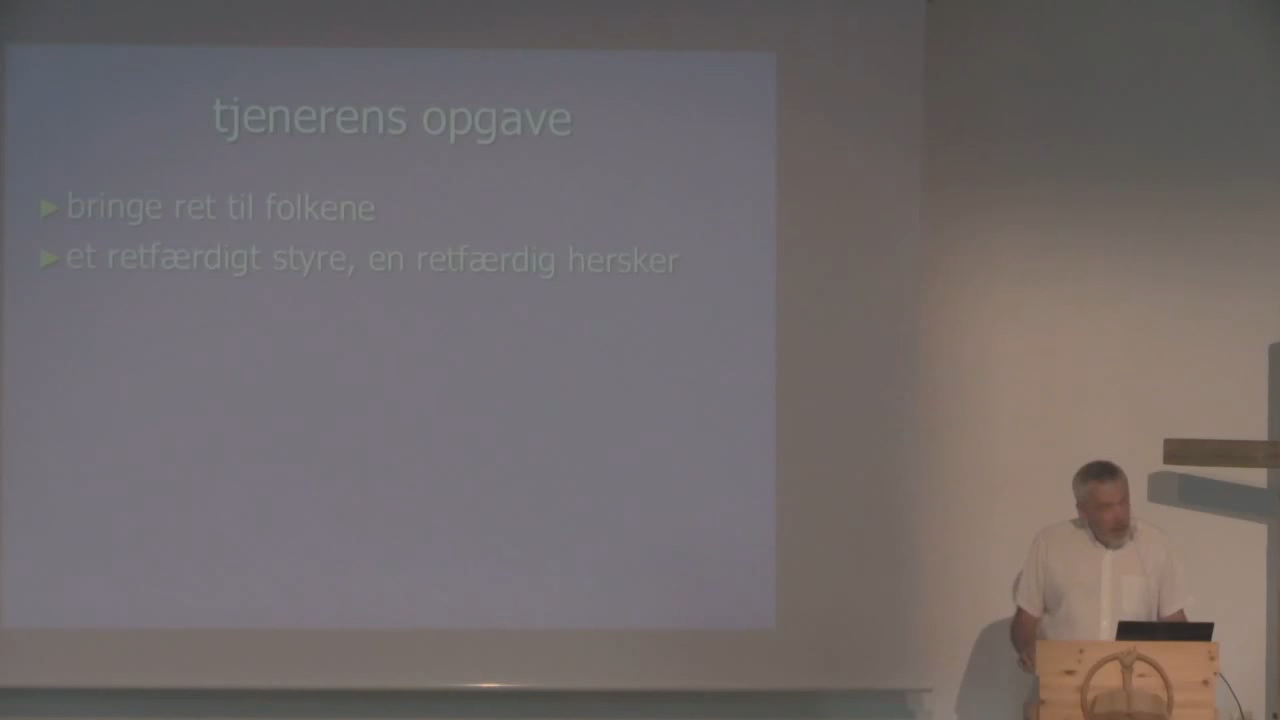 tjenerens opgave
►bringe ret til folkene
►et retfærdigt styre, en retfærdig hersker